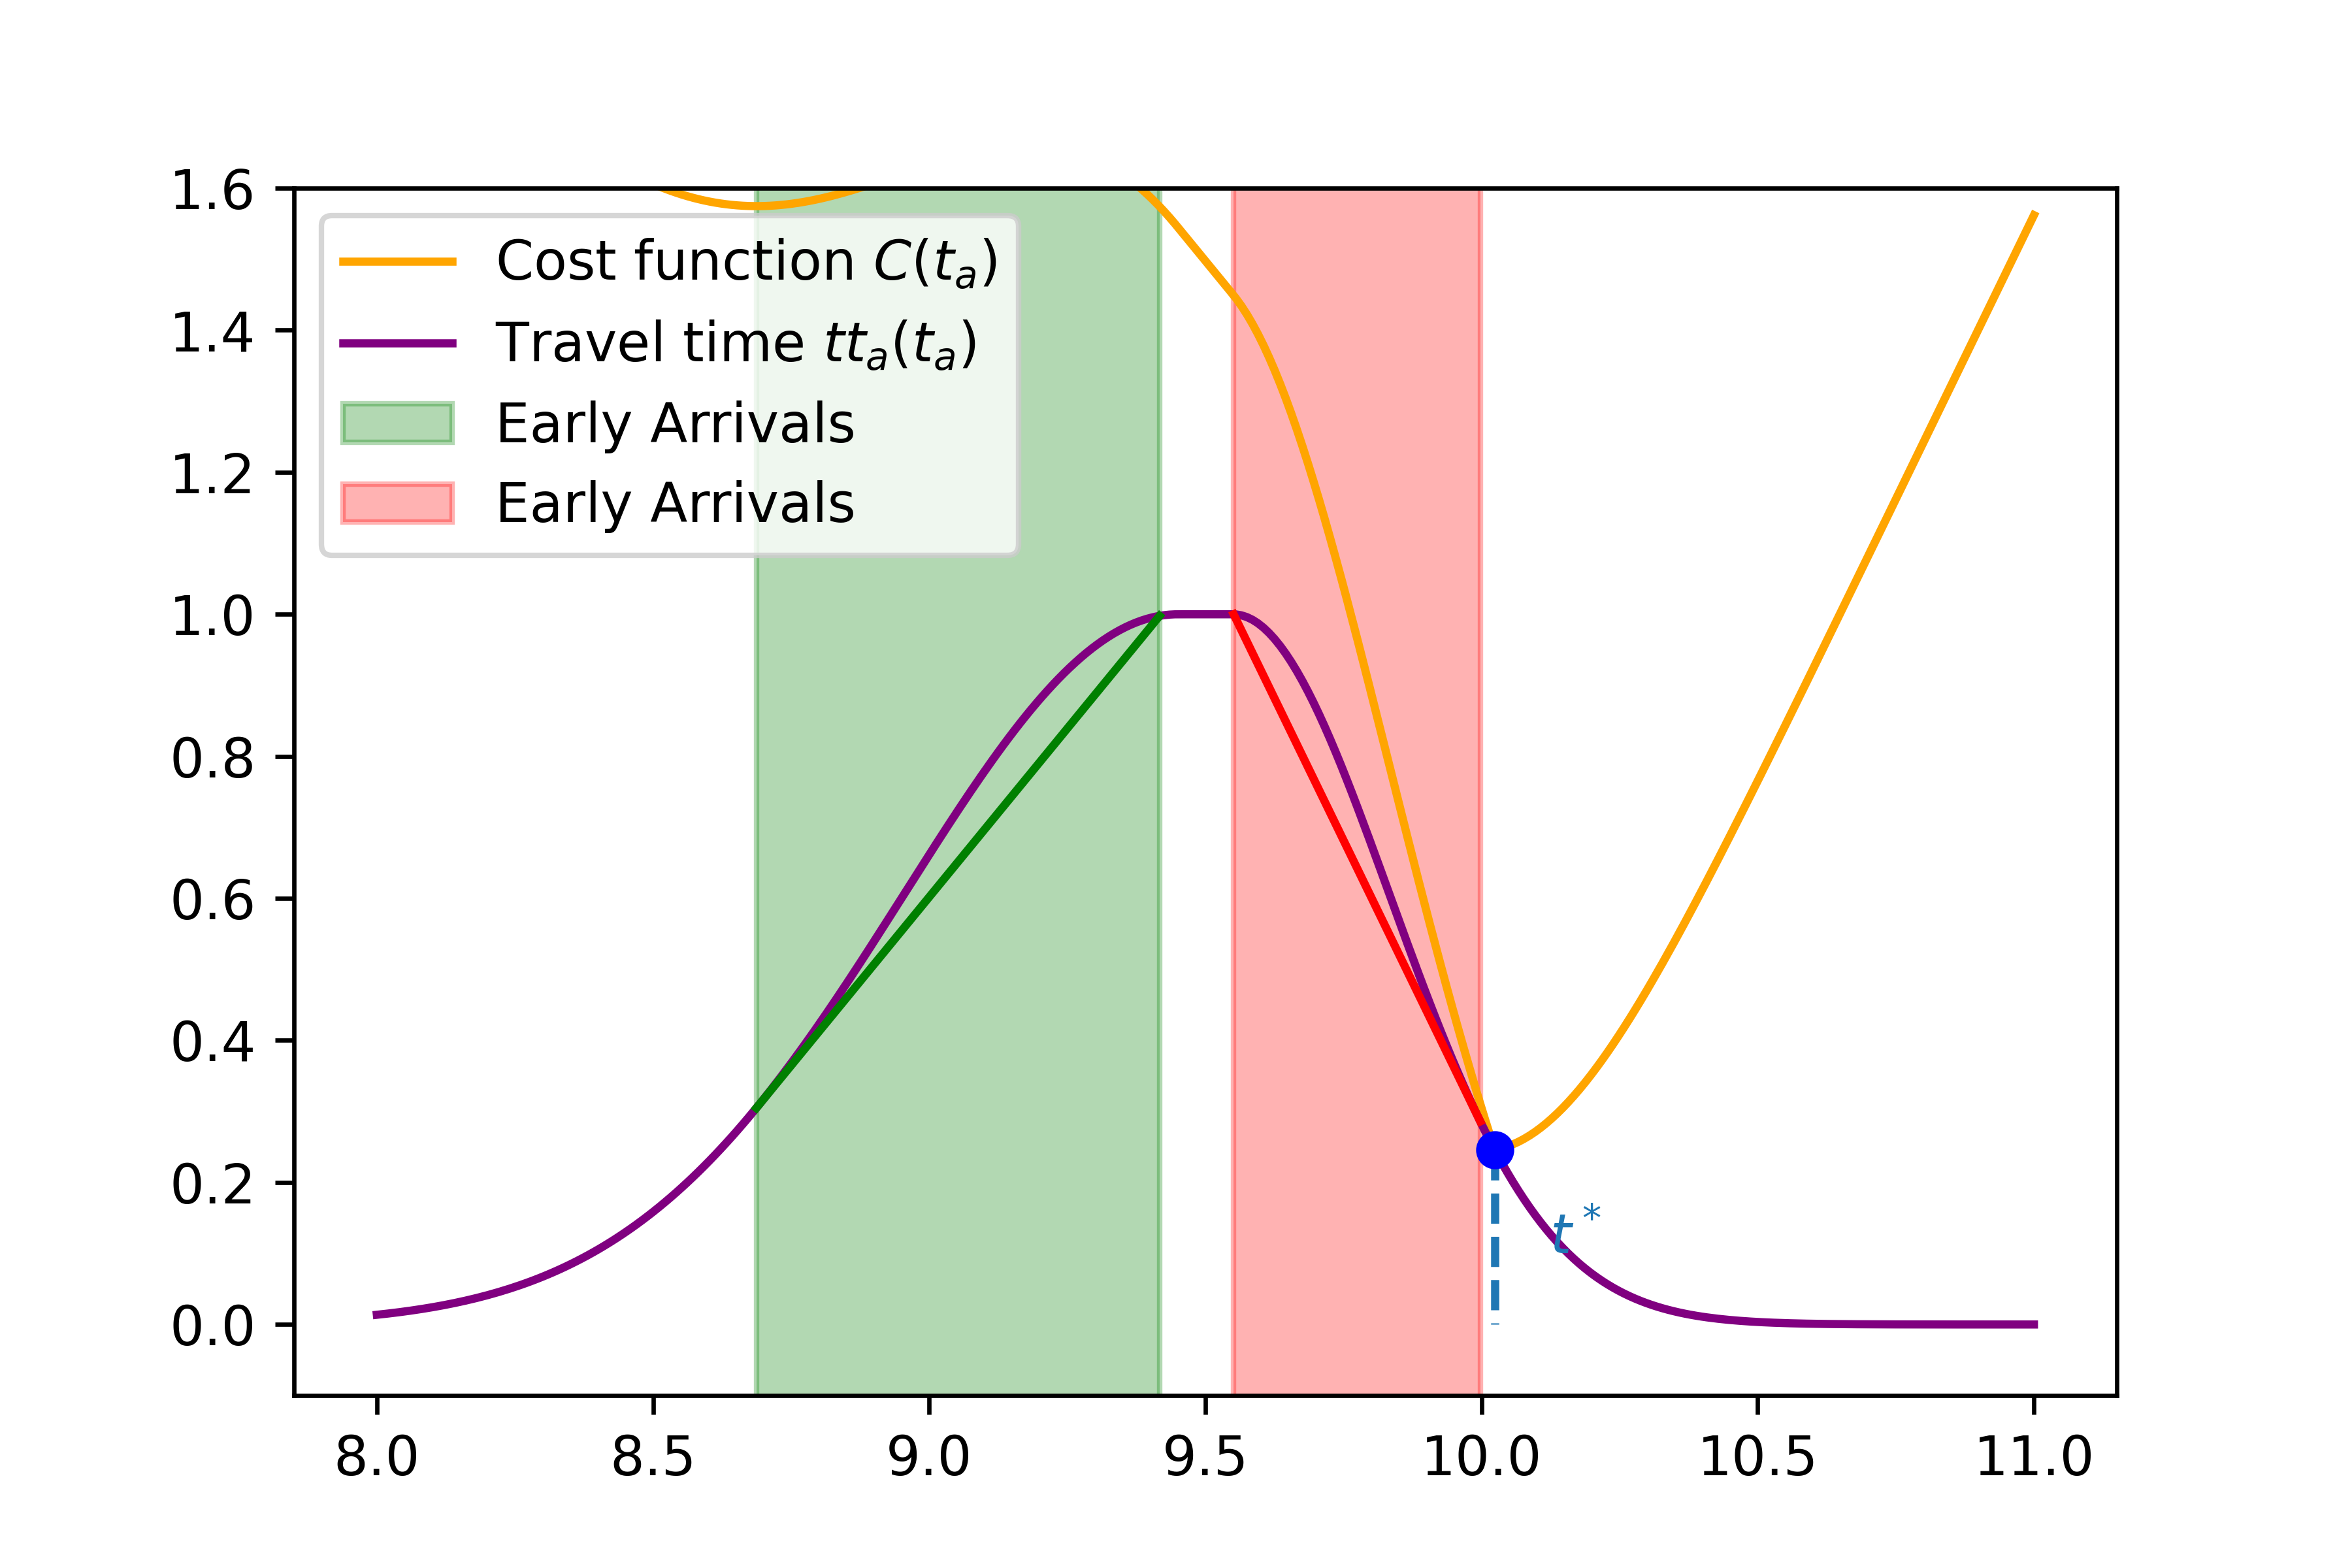 1.6
1.4
1.2
1.0
0.8
0.6
0.4
0.2
0.0
Cost function C(tₐ)
Travel time ttₐ(tₐ)
Early Arrivals
Early Arrivals
t*
8.0 8.5 9.0 9.5 10.0 10.5 11.0